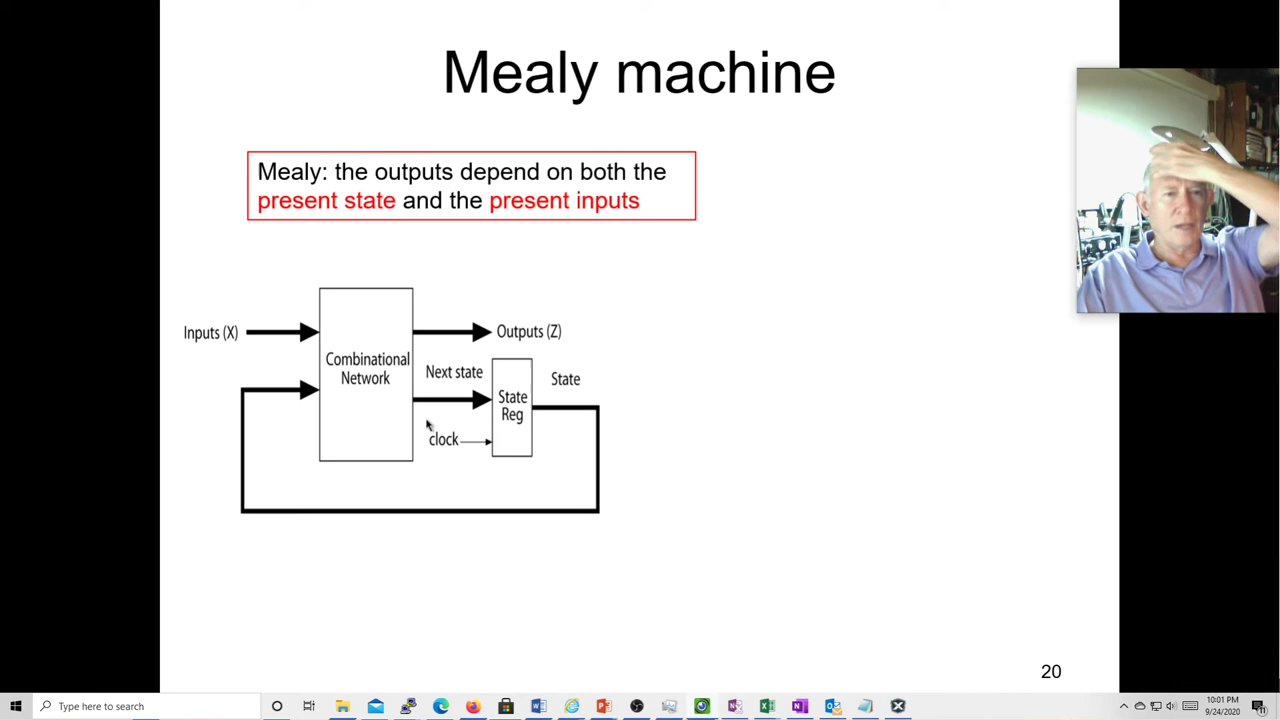 Mealy machine
Mealy: the outputs depend on both the
present state and the present inputs
Inputs (X)
Combinational
Network
Outputs (Z)
Next state
State
Reg
State
clock
20
Type here to search
10:01 PM
9/24/2020